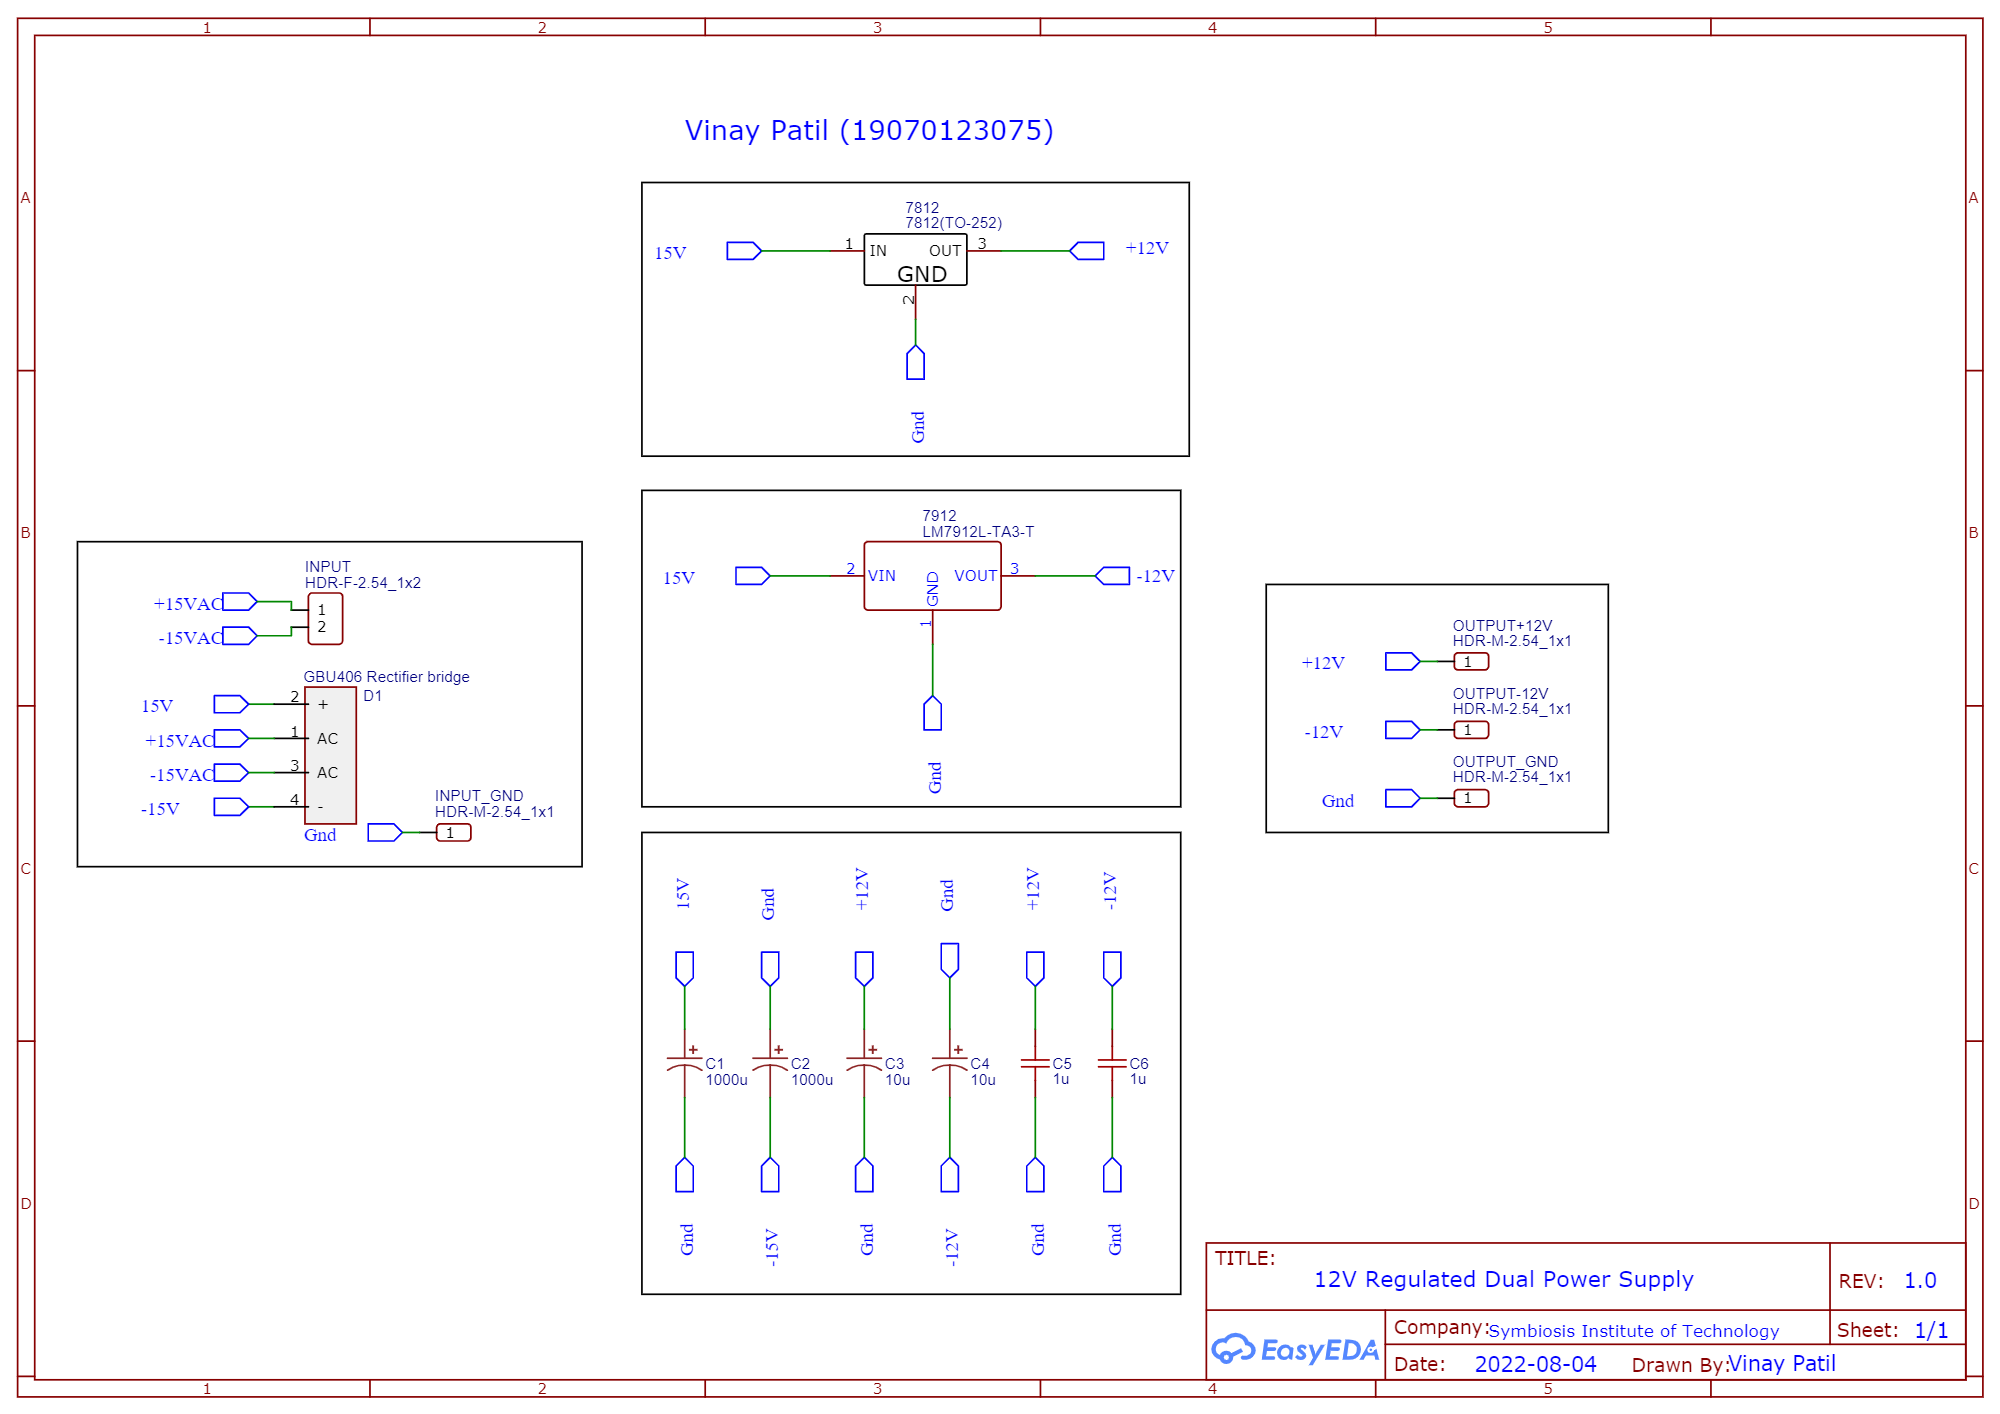 1 2 3 4 5
Vinay Patil (19070123075)
A A
B B
C C
D D
7812
7812(TO-252)
15V
1
IN
OUT
3
+12V
GND
2
Gnd
7912
LM7912L-TA3-T
15V
2
VIN
GND
VOUT
3
-12V
1
Gnd
INPUT
HDR-F-2.54_1x2
+15VAC
1
-15VAC
2
GBU406 Rectifier bridge
D1
15V
2
+
+15VAC
1
AC
-15VAC
3
AC
-15V
4
-
INPUT_GND
HDR-M-2.54_1x1
Gnd
1
OUTPUT+12V
HDR-M-2.54_1x1
+12V
1
OUTPUT-12V
HDR-M-2.54_1x1
-12V
1
OUTPUT_GND
HDR-M-2.54_1x1
Gnd
1
15V
Gnd
+12V
Gnd
+12V
-12V
+
C1
1000u
+
C2
1000u
+
C3
10u
+
C4
10u
C5
1u
C6
1u
Gnd
-15V
Gnd
-12V
Gnd
Gnd
TITLE:
12V Regulated Dual Power Supply
REV: 1.0
EasyEDA
Company: Symbiosis Institute of Technology
Sheet: 1/1
Date: 2022-08-04
Drawn By: Vinay Patil
1 2 3 4 5